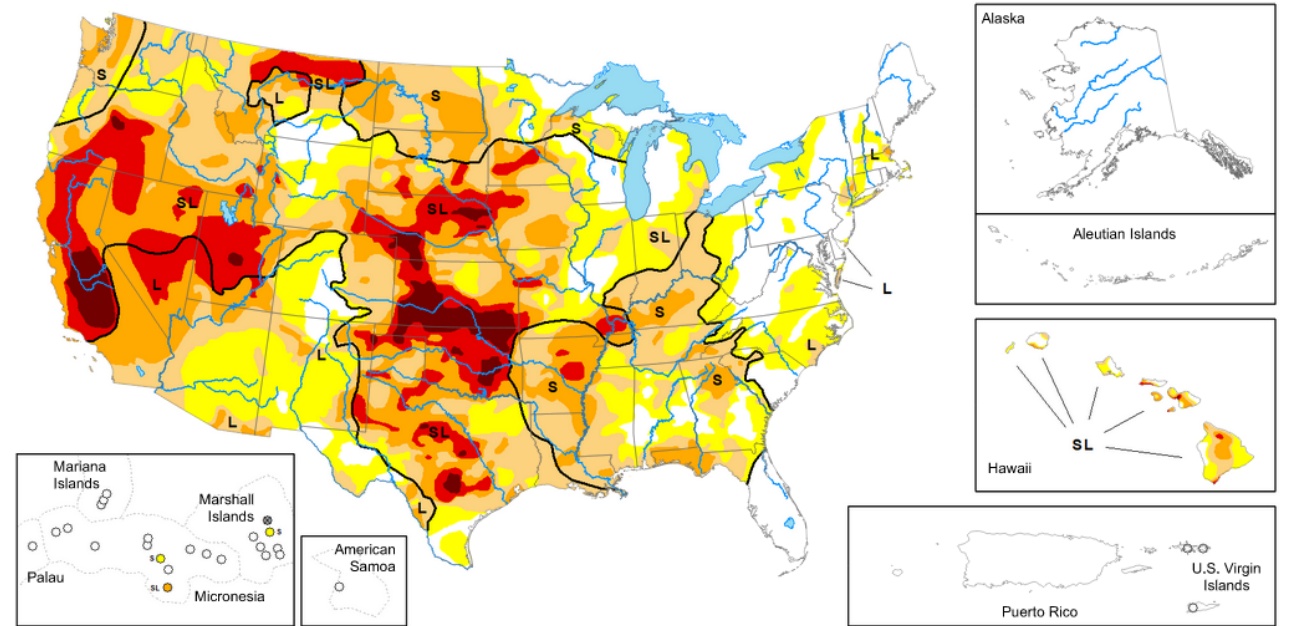 Alaska
S
SL
L
S
S
L
SL
SL
SL
Aleutian Islands
L
L
S
L
L
S
S
L
SL
L
SL
Hawaii
Mariana
Islands
Marshall
Islands
S
S
SL
Palau
Micronesia
American
Samoa
U.S. Virgin
Islands
Puerto Rico